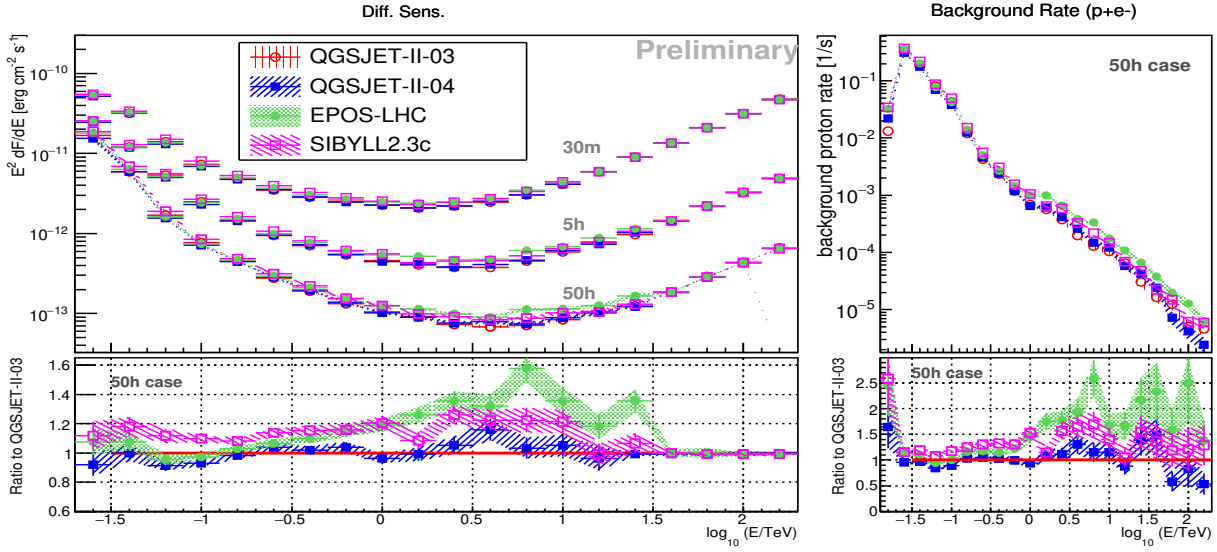 Diff. Sens.
E² dF/dE [erg cm⁻² s⁻¹]
10⁻¹⁰
10⁻¹¹
10⁻¹²
10⁻¹³
QGSJET-II-03
QGSJET-II-04
EPOS-LHC
SIBYLL2.3c
Preliminary
30m
5h
50h
Ratio to QGSJET-II-03
1.6
1.4
1.2
1
0.8
0.6
50h case
−1.5 −1 −0.5 0 0.5 1 1.5 2
log₁₀ (E/TeV)
Background Rate (p+e-)
background proton rate [1/s]
10⁻¹
10⁻²
10⁻³
10⁻⁴
10⁻⁵
50h case
Ratio to QGSJET-II-03
2.5
2
1.5
1
0.5
0
50h case
−1.5 −1 −0.5 0 0.5 1 1.5 2
log₁₀ (E/TeV)